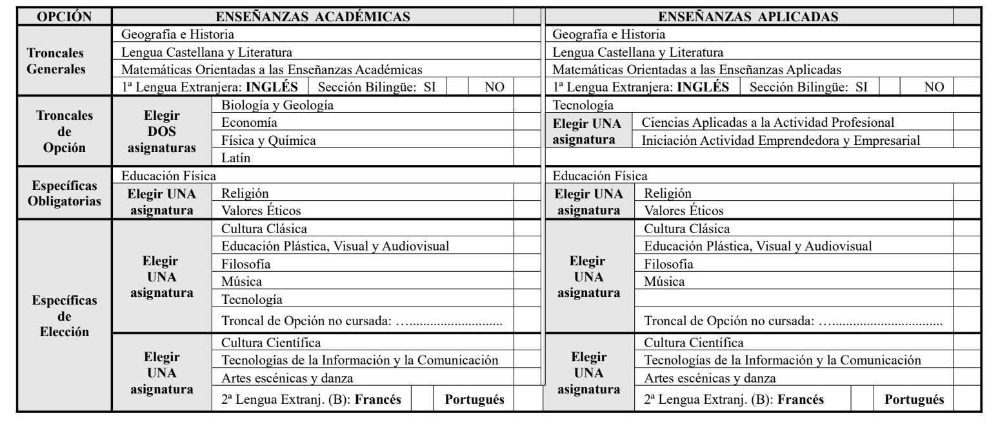 OPCIÓN ENSEÑANZAS ACADÉMICAS ENSEÑANZAS APLICADAS
Troncales Generales
Geografía e Historia
Lengua Castellana y Literatura
Matemáticas Orientadas a las Enseñanzas Académicas
1ª Lengua Extranjera: INGLÉS Sección Bilingüe: SI NO
Geografía e Historia
Lengua Castellana y Literatura
Matemáticas Orientadas a las Enseñanzas Aplicadas
1ª Lengua Extranjera: INGLÉS Sección Bilingüe: SI NO
Troncales
de
Opción
Elegir
DOS
asignaturas
Biología y Geología
Economía
Física y Química
Latín
Tecnología
Elegir UNA
asignatura
Ciencias Aplicadas a la Actividad Profesional
Iniciación Actividad Emprendedora y Empresarial
Específicas
Obligatorias
Educación Física
Elegir UNA
asignatura
Religión
Valores Éticos
Educación Física
Elegir UNA
asignatura
Religión
Valores Éticos
Específicas
de
Elección
Elegir
UNA
asignatura
Cultura Clásica
Educación Plástica, Visual y Audiovisual
Filosofía
Música
Tecnología
Troncal de Opción no cursada: ….............................
Elegir
UNA
asignatura
Cultura Clásica
Educación Plástica, Visual y Audiovisual
Filosofía
Música
Troncal de Opción no cursada: …...................................
Elegir
UNA
asignatura
Cultura Científica
Tecnologías de la Información y la Comunicación
Artes escénicas y danza
2ª Lengua Extranj. (B): Francés Portugués
Elegir
UNA
asignatura
Cultura Científica
Tecnologías de la Información y la Comunicación
Artes escénicas y danza
2ª Lengua Extranj. (B): Francés Portugués